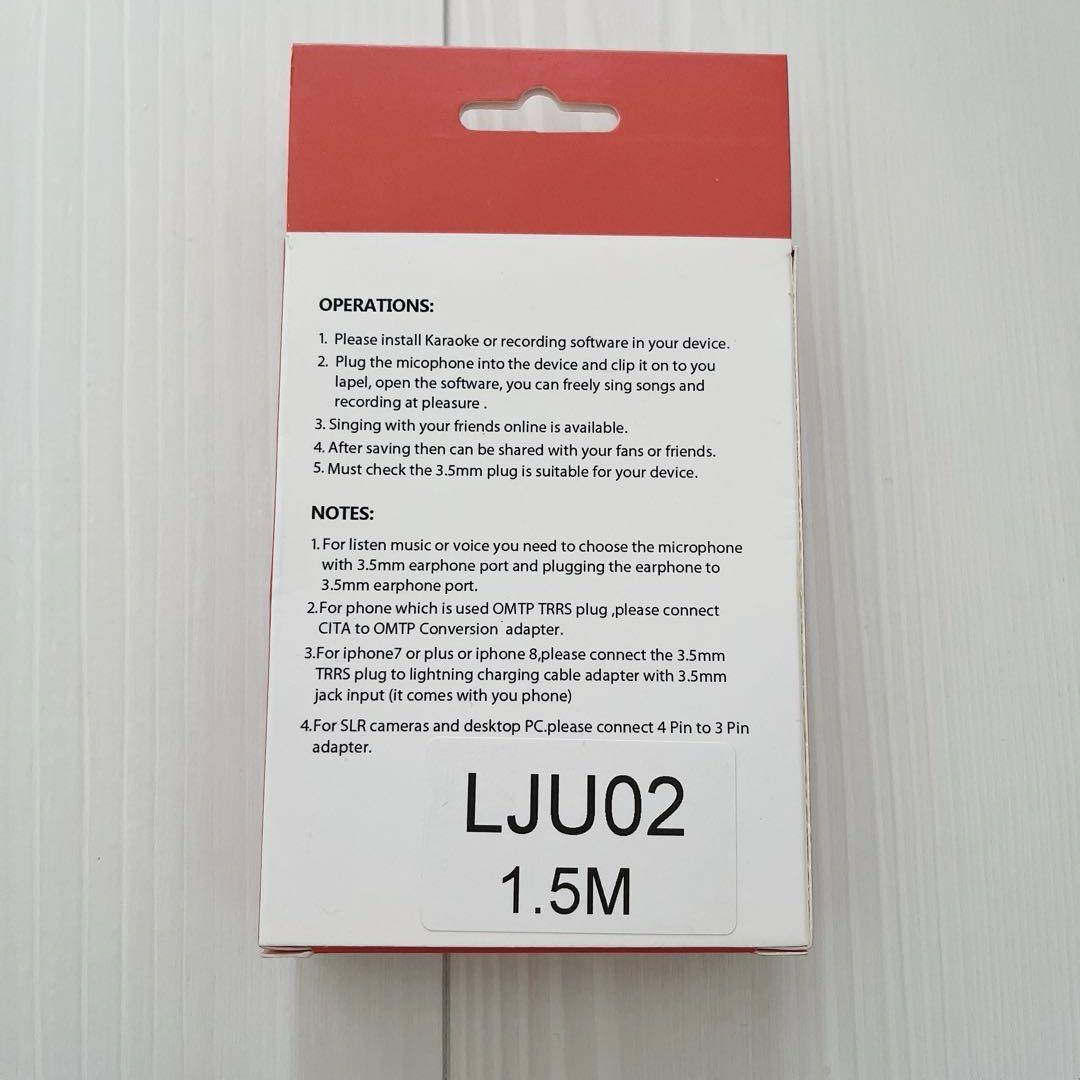 OPERATIONS:
1. Please install Karaoke or recording software in your device.
2. Plug the micophone into the device and clip it on to you
lapel, open the software, you can freely sing songs and
recording at pleasure .
3. Singing with your friends online is available.
4. After saving then can be shared with your fans or friends.
5. Must check the 3.5mm plug is suitable for your device.
NOTES:
1. For listen music or voice you need to choose the microphone
with 3.5mm earphone port and plugging the earphone to
3.5mm earphone port.
2.For phone which is used OMTP TRRS plug ,please connect
CITA to OMTP Conversion adapter.
3.For iphone7 or plus or iphone 8,please connect the 3.5mm
TRRS plug to lightning charging cable adapter with 3.5mm
jack input (it comes with you phone)
4.For SLR cameras and desktop PC.please connect 4 Pin to 3 Pin
adapter.
LJU02
1.5M